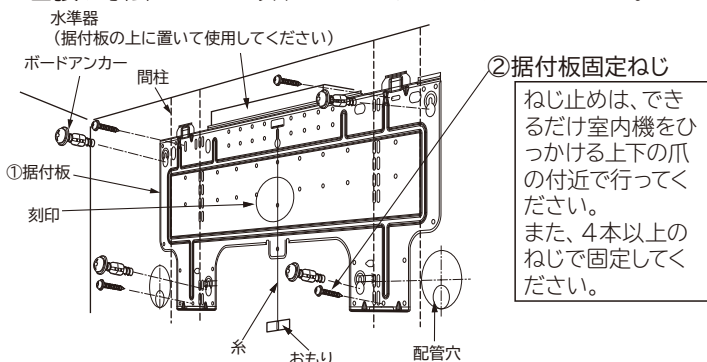 水準器
(据付板の上に置いて使用してください)
ボードアンカー
間柱
②据付板固定ねじ
ねじ止めは、でき
るだけ室内機をひ
っかける上下の爪
の付近で行ってく
ださい。
また、4本以上の
ねじで固定してく
ださい。
①据付板
刻印
糸
おもり
配管穴